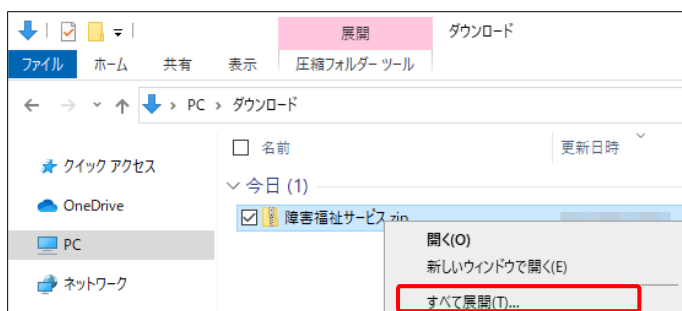 展開 ダウンロード
ファイル ホーム 共有 表示 圧縮フォルダー ツール
PC ダウンロード
名前 更新日時
クイック アクセス
今日 (1)
OneDrive
障害福祉サービス.zip
PC
開く(O)
新しいウィンドウで開く(E)
ネットワーク
すべて展開(T)...